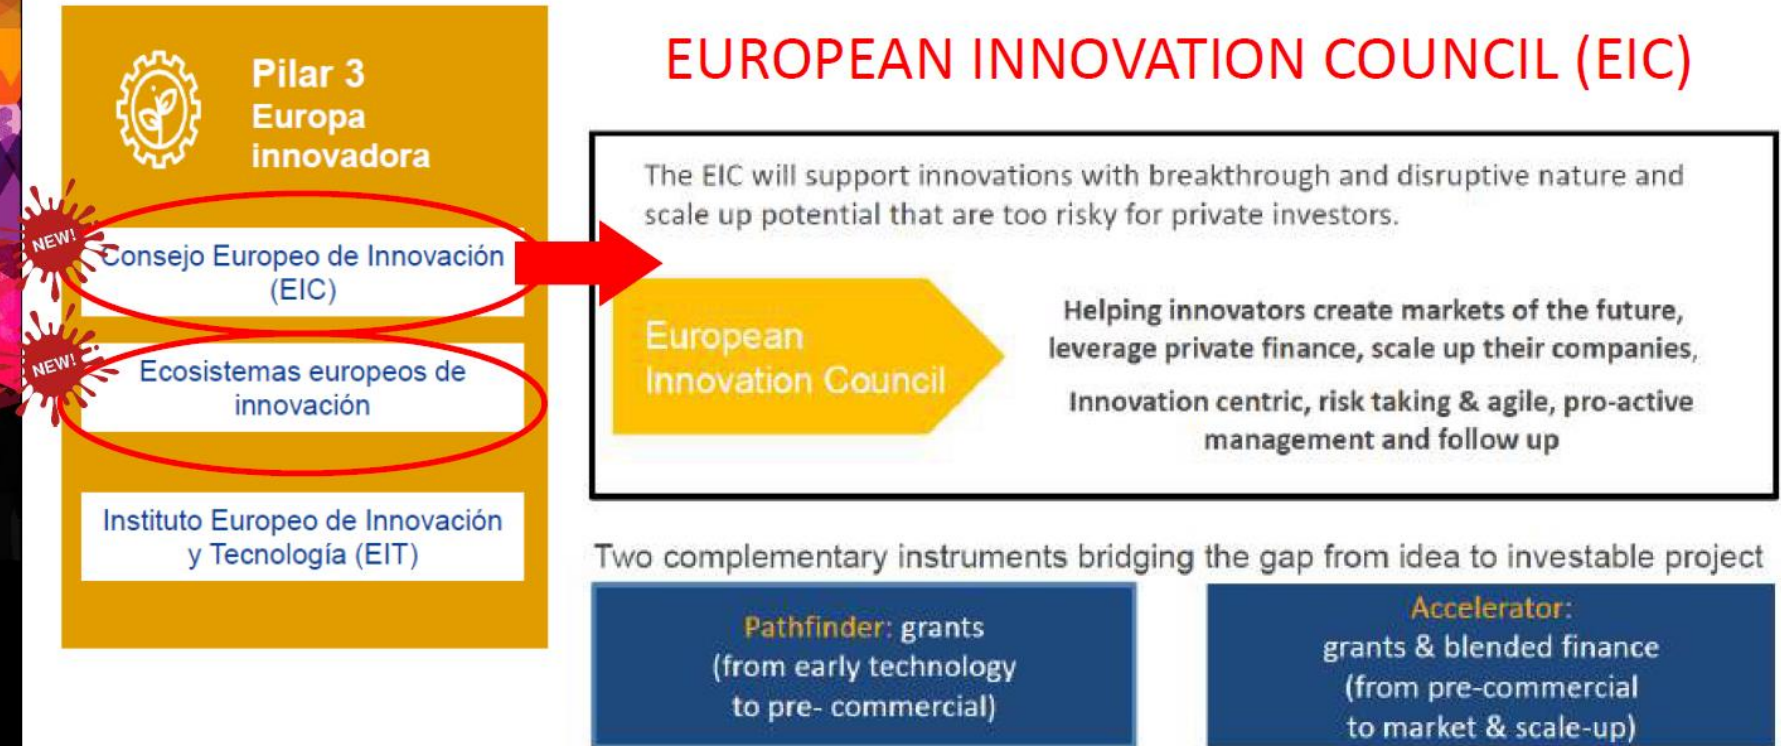 Pilar 3
Europa
innovadora
NEW!
Consejo Europeo de Innovación
(EIC)
NEW!
Ecosistemas europeos de
innovación
Instituto Europeo de Innovación
y Tecnología (EIT)
EUROPEAN INNOVATION COUNCIL (EIC)
The EIC will support innovations with breakthrough and disruptive nature and
scale up potential that are too risky for private investors.
European
Innovation Council
Helping innovators create markets of the future,
leverage private finance, scale up their companies,
Innovation centric, risk taking & agile, pro-active
management and follow up
Two complementary instruments bridging the gap from idea to investable project
Pathfinder: grants
(from early technology
to pre- commercial)
Accelerator:
grants & blended finance
(from pre-commercial
to market & scale-up)